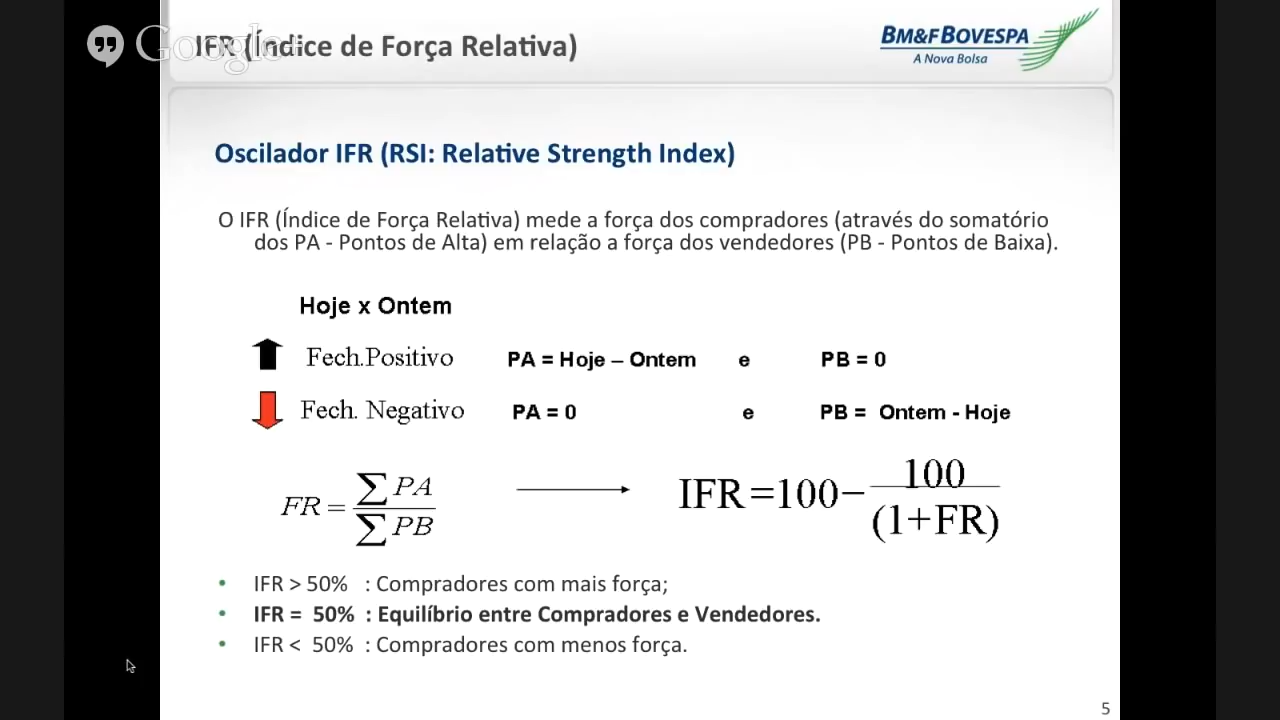 Google+
IFR (Índice de Força Relativa)
BM&FBOVESPA
A Nova Bolsa
Oscilador IFR (RSI: Relative Strength Index)
O IFR (Índice de Força Relativa) mede a força dos compradores (através do somatório
dos PA - Pontos de Alta) em relação a força dos vendedores (PB - Pontos de Baixa).
Hoje x Ontem
Fech.Positivo PA = Hoje – Ontem e PB = 0
Fech. Negativo PA = 0 e PB = Ontem - Hoje
FR = ∑ PA / ∑ PB
IFR =100− 100 / (1+FR)
• IFR > 50% : Compradores com mais força;
• IFR = 50% : Equilíbrio entre Compradores e Vendedores.
• IFR < 50% : Compradores com menos força.
5